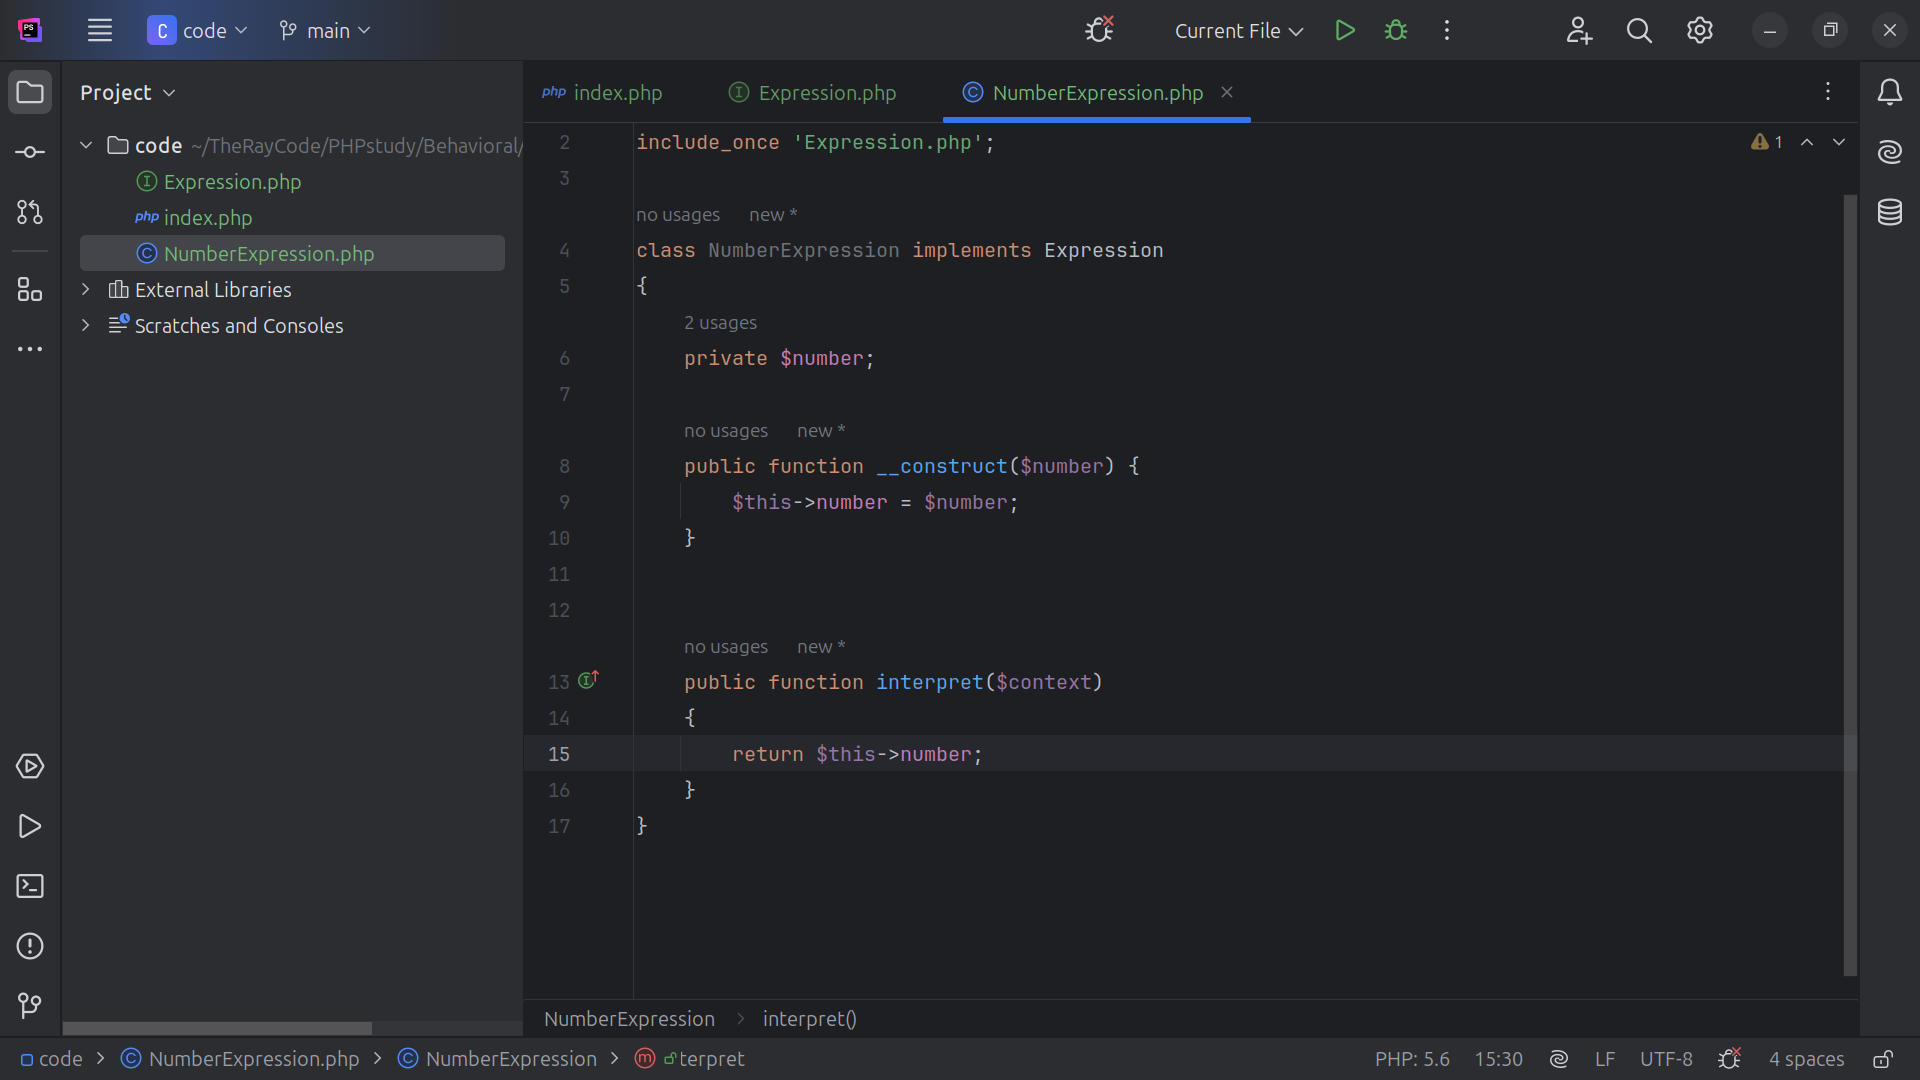 PS
C code main
Current File
Project
code ~/TheRayCode/PHPstudy/Behavioral/
Expression.php
php index.php
NumberExpression.php
External Libraries
Scratches and Consoles
php index.php
Expression.php
NumberExpression.php
1
2 include_once 'Expression.php';
3
no usages new *
4 class NumberExpression implements Expression
5 {
2 usages
6 private $number;
7
no usages new *
8 public function __construct($number) {
9 $this->number = $number;
10 }
11
12
no usages new *
13 public function interpret($context)
14 {
15 return $this->number;
16 }
17 }
NumberExpression > interpret()
code > NumberExpression.php > NumberExpression > terpret
PHP: 5.6 15:30 LF UTF-8 4 spaces